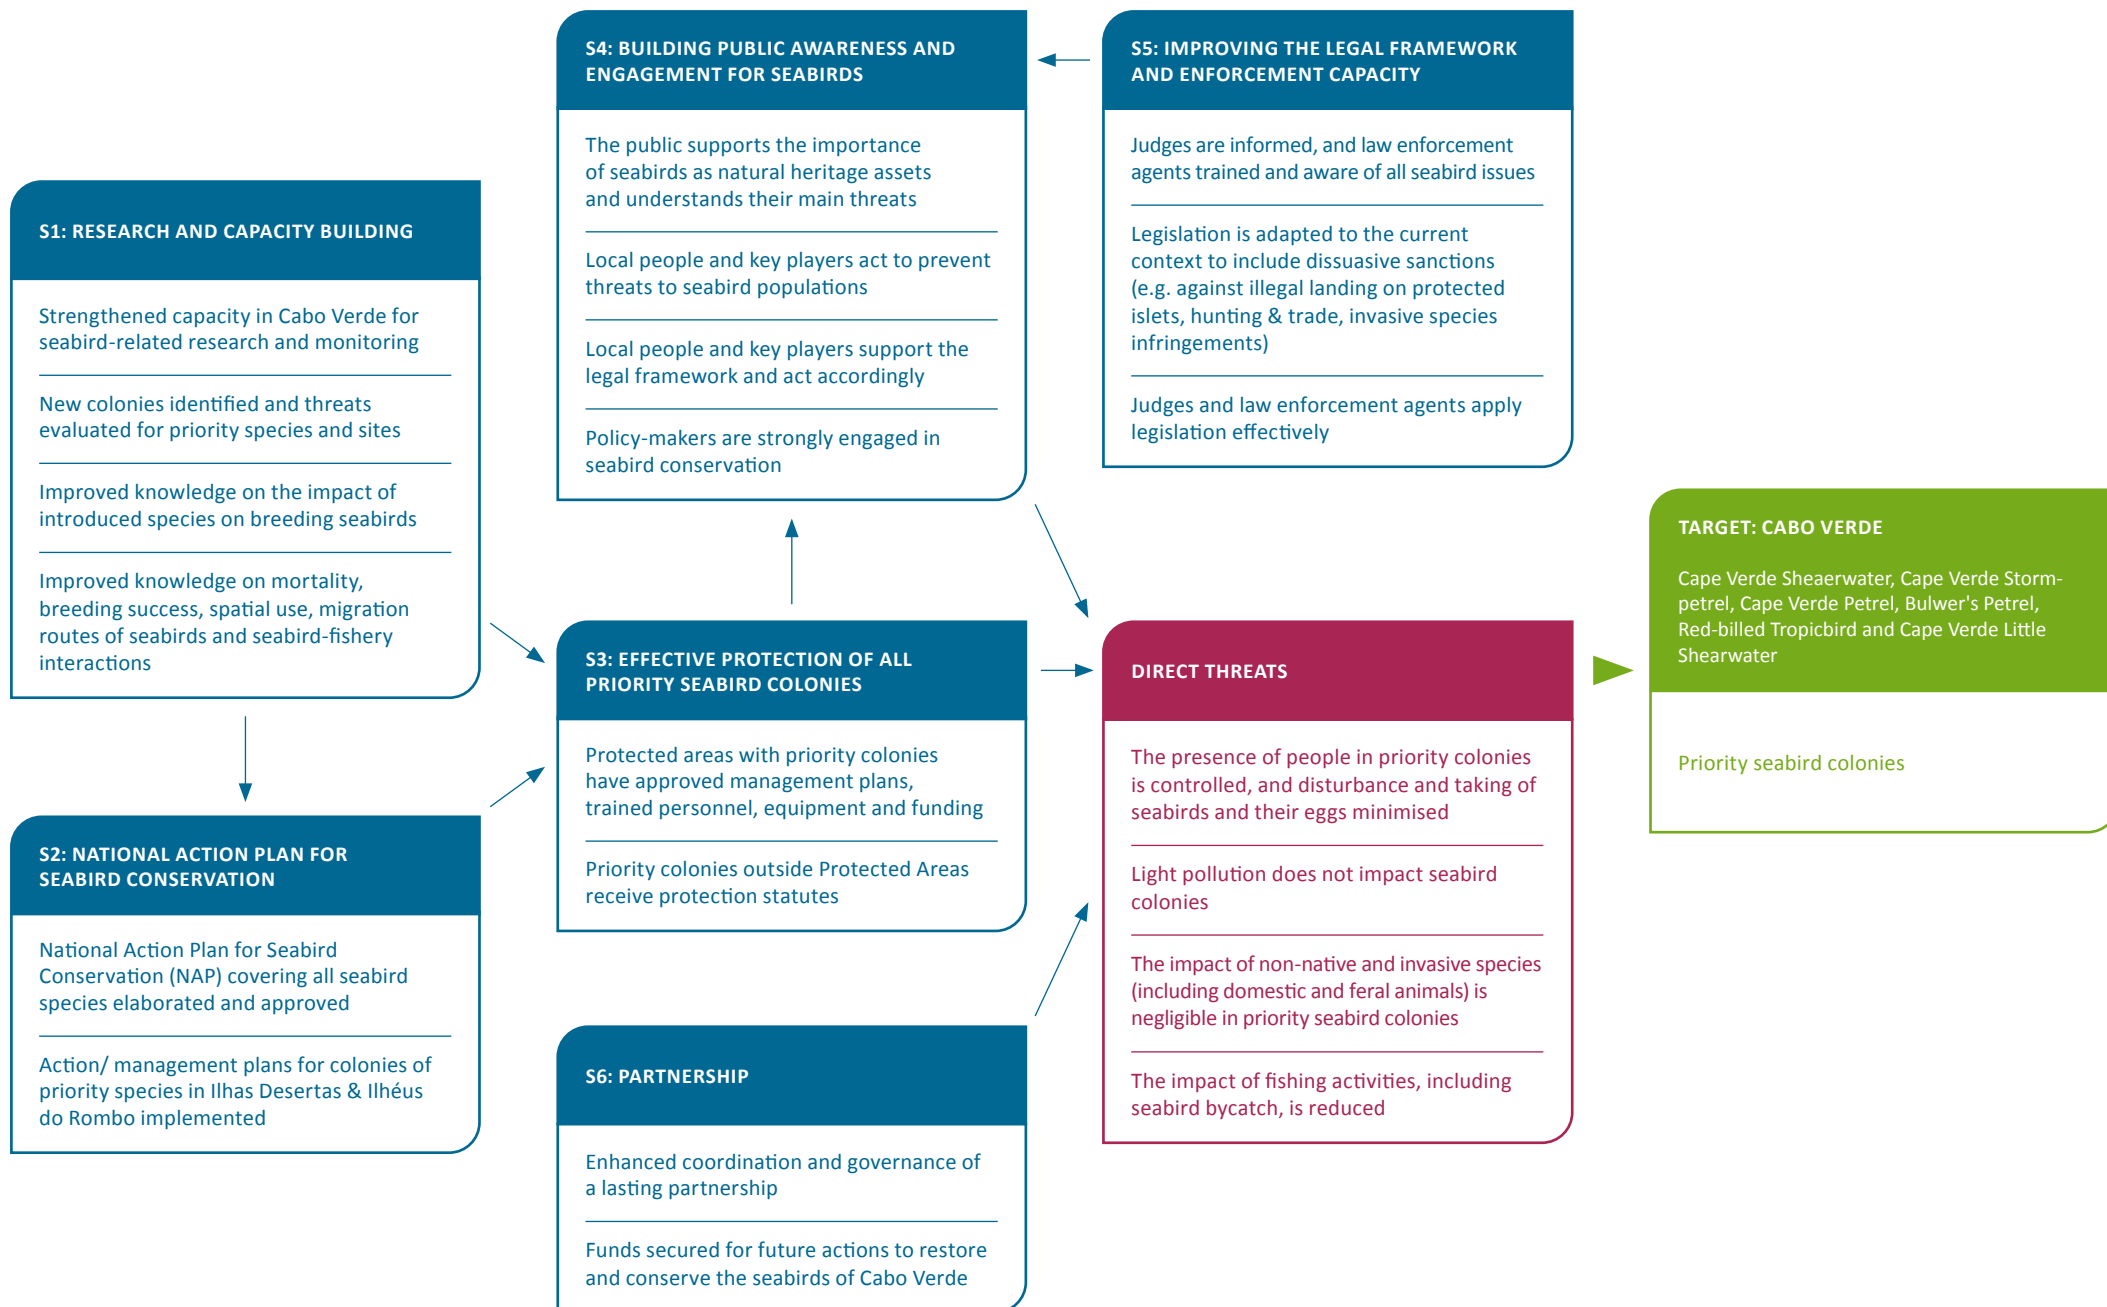 S1: RESEARCH AND CAPACITY BUILDING
Strengthened capacity in Cabo Verde for
seabird-related research and monitoring
New colonies identified and threats
evaluated for priority species and sites
Improved knowledge on the impact of
introduced species on breeding seabirds
Improved knowledge on mortality,
breeding success, spatial use, migration
routes of seabirds and seabird-fishery
interactions
S2: NATIONAL ACTION PLAN FOR
SEABIRD CONSERVATION
National Action Plan for Seabird
Conservation (NAP) covering all seabird
species elaborated and approved
Action/ management plans for colonies of
priority species in Ilhas Desertas & Ilhéus
do Rombo implemented
S4: BUILDING PUBLIC AWARENESS AND
ENGAGEMENT FOR SEABIRDS
The public supports the importance
of seabirds as natural heritage assets
and understands their main threats
Local people and key players act to prevent
threats to seabird populations
Local people and key players support the
legal framework and act accordingly
Policy-makers are strongly engaged in
seabird conservation
S3: EFFECTIVE PROTECTION OF ALL
PRIORITY SEABIRD COLONIES
Protected areas with priority colonies
have approved management plans,
trained personnel, equipment and funding
Priority colonies outside Protected Areas
receive protection statutes
S6: PARTNERSHIP
Enhanced coordination and governance of
a lasting partnership
Funds secured for future actions to restore
and conserve the seabirds of Cabo Verde
S5: IMPROVING THE LEGAL FRAMEWORK
AND ENFORCEMENT CAPACITY
Judges are informed, and law enforcement
agents trained and aware of all seabird issues
Legislation is adapted to the current
context to include dissuasive sanctions
(e.g. against illegal landing on protected
islets, hunting & trade, invasive species
infringements)
Judges and law enforcement agents apply
legislation effectively
DIRECT THREATS
The presence of people in priority colonies
is controlled, and disturbance and taking of
seabirds and their eggs minimised
Light pollution does not impact seabird
colonies
The impact of non-native and invasive species
(including domestic and feral animals) is
negligible in priority seabird colonies
The impact of fishing activities, including
seabird bycatch, is reduced
TARGET: CABO VERDE
Cape Verde Sheaerwater, Cape Verde Storm-
petrel, Cape Verde Petrel, Bulwer's Petrel,
Red-billed Tropicbird and Cape Verde Little
Shearwater
Priority seabird colonies